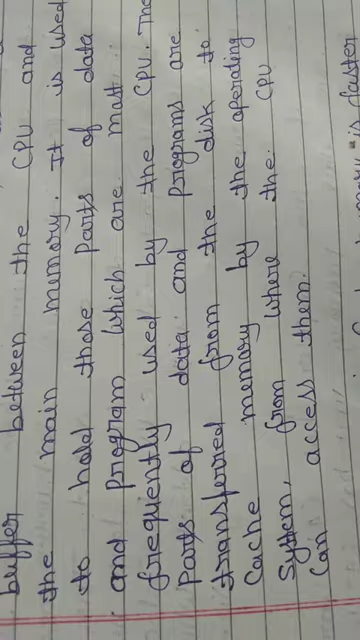 buffer between the CPU and
the main memory. It is used
to hold those parts of data
and program which are most
frequently used by the CPU. The
parts of data and programs are
transferred from the disk to
Cache memory by the operating
System, from where the CPU
Can access them.
is faster